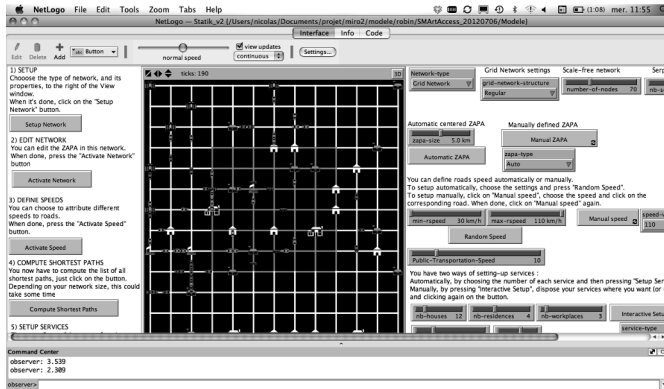 NetLogo File Edit Tools Zoom Tabs Help
(1:08) mer. 11:55
NetLogo — Statik_v2 {/Users/nicolas/Documents/projet/miro2/modele/robin/SMArtAccess_20120706/Modele}
Interface Info Code
Edit Delete Add
Button
normal speed
view updates
continuous
Settings...
1) SETUP
Choose the type of network, and its
properties, to the right of the View
window.
When it's done, click on the "Setup
Network" button.
Setup Network
2) EDIT NETWORK
You can edit the ZAPA in this network.
When done, press the "Activate Network"
button
Activate Network
3) DEFINE SPEEDS
You can choose to attribute different
speeds to roads.
When done, press the "Activate Speed"
button.
Activate Speed
4) COMPUTE SHORTEST PATHS
You now have to compute the list of all
shortest paths, just click on the button.
Depending on your network size, this could
take some time
Compute Shortest Paths
5) SETUP SERVICES
ticks: 190
3D
Network-type
Grid Network
Grid Network settings
grid-network-structure
Regular
Scale-free network
number-of-nodes 70
Serp
nb-s
Automatic centered ZAPA
zapa-size 5.0 km
Automatic ZAPA
Manually defined ZAPA
Manual ZAPA
zapa-type
Auto
You can define roads speed automatically or manually.
To setup automatically, choose the settings and press "Random Speed".
To setup manually, click on "Manual speed", choose the speed and click on the
corresponding road. When done, click on "Manual speed" again.
min-rspeed 30 km/h
max-rspeed 110 km/h
Manual speed
speed-v
110
Random Speed
Public-Transportation-Speed 10
You have two ways of setting-up services :
Automatically, by choosing the number of each service and then pressing "Setup Ser
Manually, by pressing "Interactive Setup", dispose your services where you want (or
and clicking again on the button.
nb-houses 12
nb-residences 4
nb-workplaces 3
Interactive Setu
service-type
Command Center
observer: 3.539
observer: 2.309
observer>